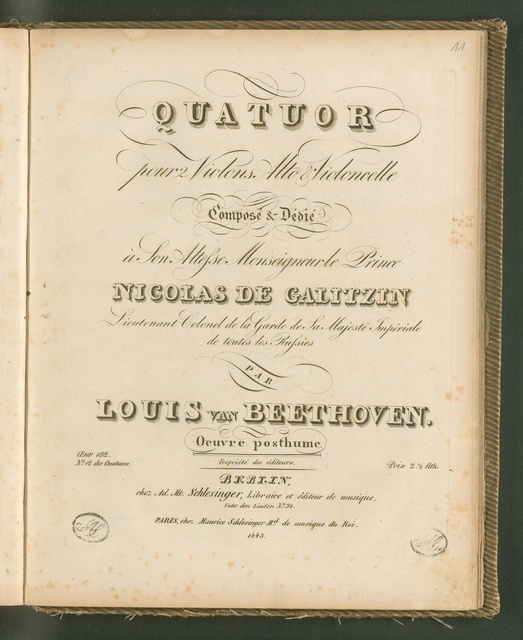 11
QUATUOR
pour 2 Violons, Alto & Violoncelle
Composé & Dédié
à Son Altesse Monseigneur le Prince
NICOLAS DE GALITZIN
Lieutenant Colonel de la Garde de Sa Majesté Impériale
de toutes les Russies
PAR
LOUIS VAN BEETHOVEN.
Oeuvre posthume.
Œuv 132.
Nº 12 des Quatuors.
Propriété des éditeurs.
Prix 2 ½ Rth.
BERLIN,
chez Ad. Mt. Schlesinger, Libraire et éditeur de musique.
Unter den Linden Nº 34.
PARIS, chez Maurice Schlesinger Md. de musique du Roi.
1443.